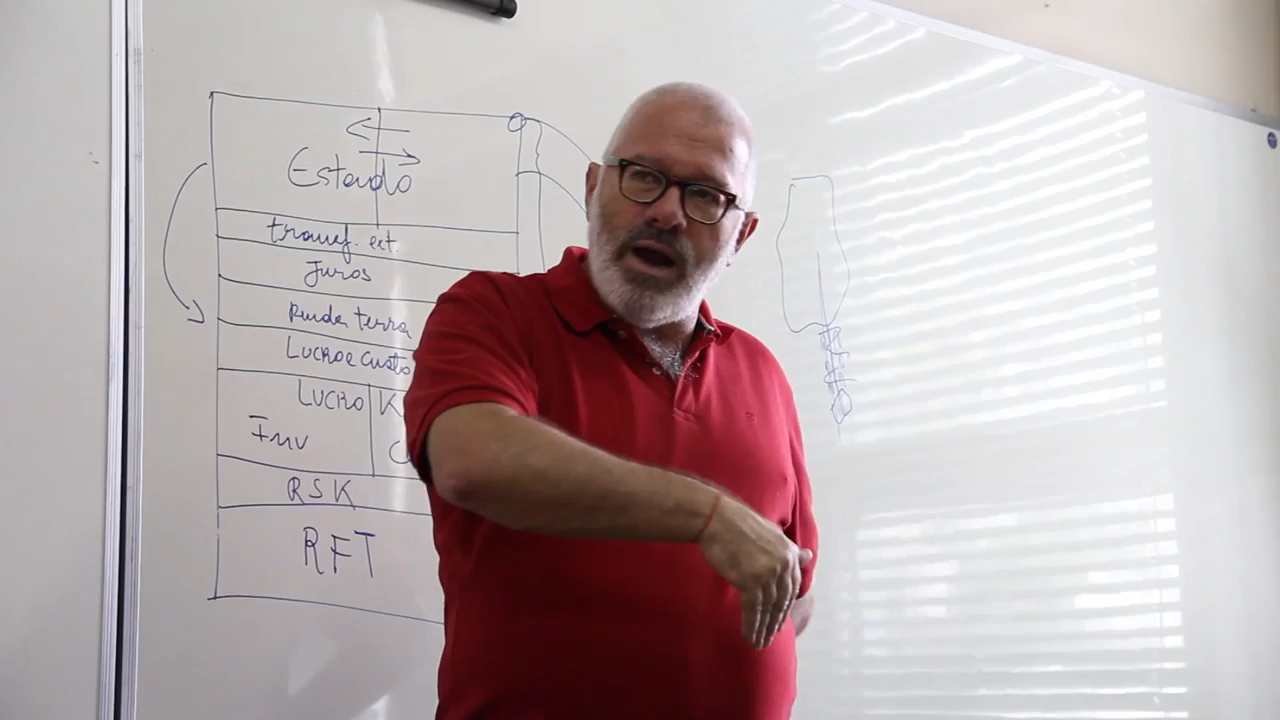 Estado
transf. ext.
Juros
Renda terra
Lucro e custo
LUCRO K
Inv C
RSK
RFT